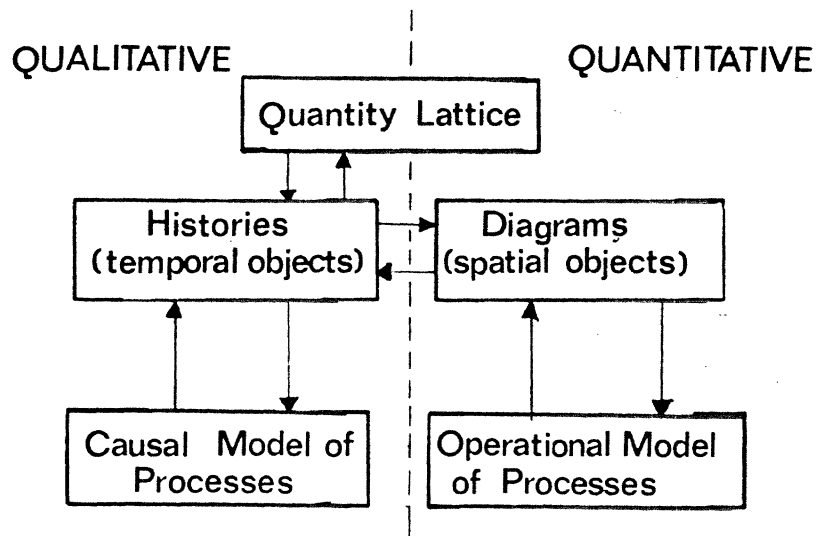 QUALITATIVE
QUANTITATIVE
Quantity Lattice
Histories
(temporal objects)
Diagrams
(spatial objects)
Causal Model of
Processes
Operational Model
of Processes